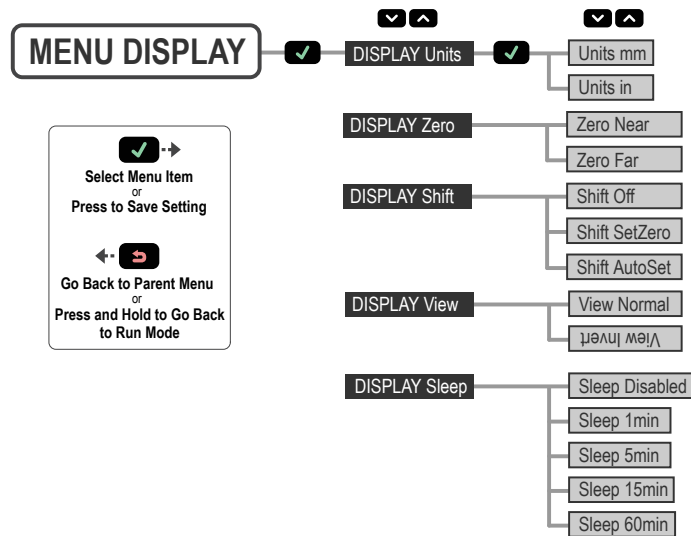 MENU DISPLAY
DISPLAY Units
Units mm
Units in
DISPLAY Zero
Zero Near
Zero Far
DISPLAY Shift
Shift Off
Shift SetZero
Shift AutoSet
DISPLAY View
View Normal
View Invert
DISPLAY Sleep
Sleep Disabled
Sleep 1min
Sleep 5min
Sleep 15min
Sleep 60min
Select Menu Item
or
Press to Save Setting
Go Back to Parent Menu
or
Press and Hold to Go Back
to Run Mode